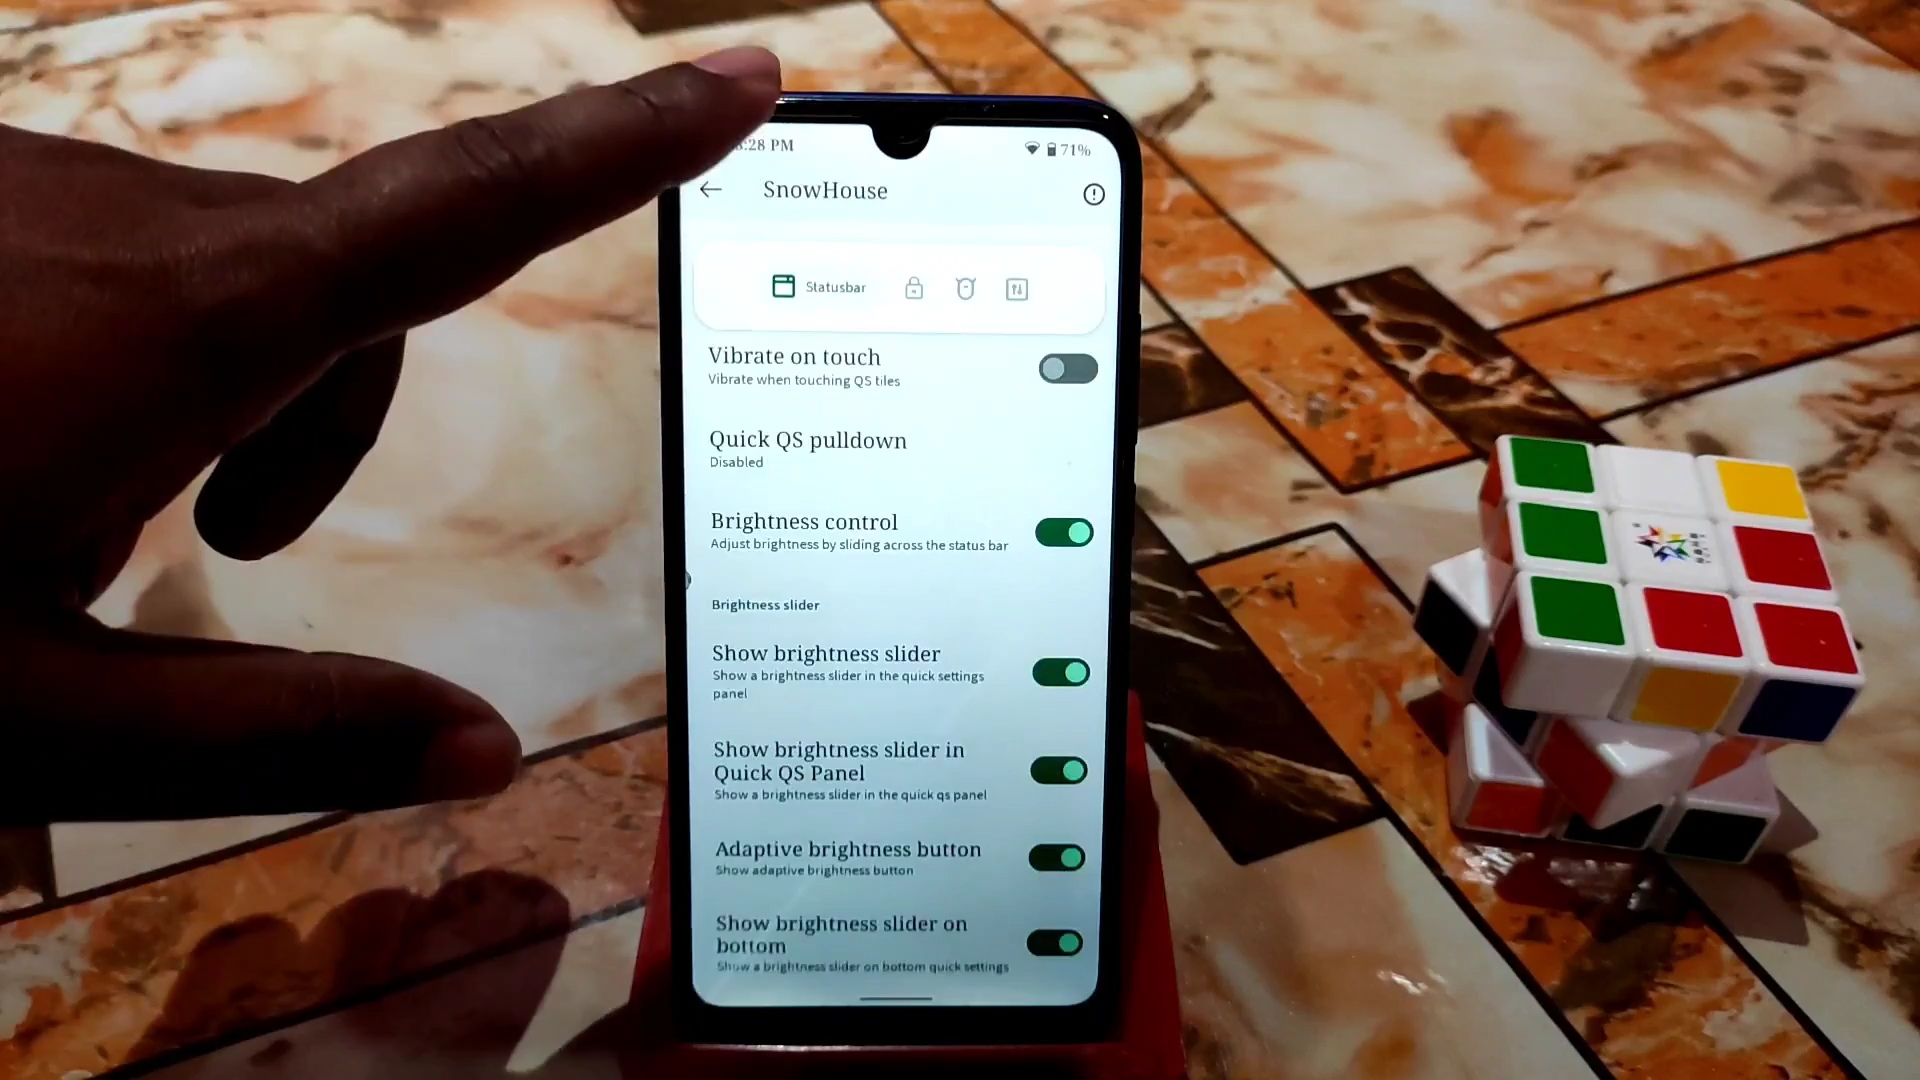 :28 PM 71%
SnowHouse
Statusbar
Vibrate on touch
Vibrate when touching QS tiles
Quick QS pulldown
Disabled
Brightness control
Adjust brightness by sliding across the status bar
Brightness slider
Show brightness slider
Show a brightness slider in the quick settings
panel
Show brightness slider in
Quick QS Panel
Show a brightness slider in the quick qs panel
Adaptive brightness button
Show adaptive brightness button
Show brightness slider on
bottom
Show a brightness slider on bottom quick settings